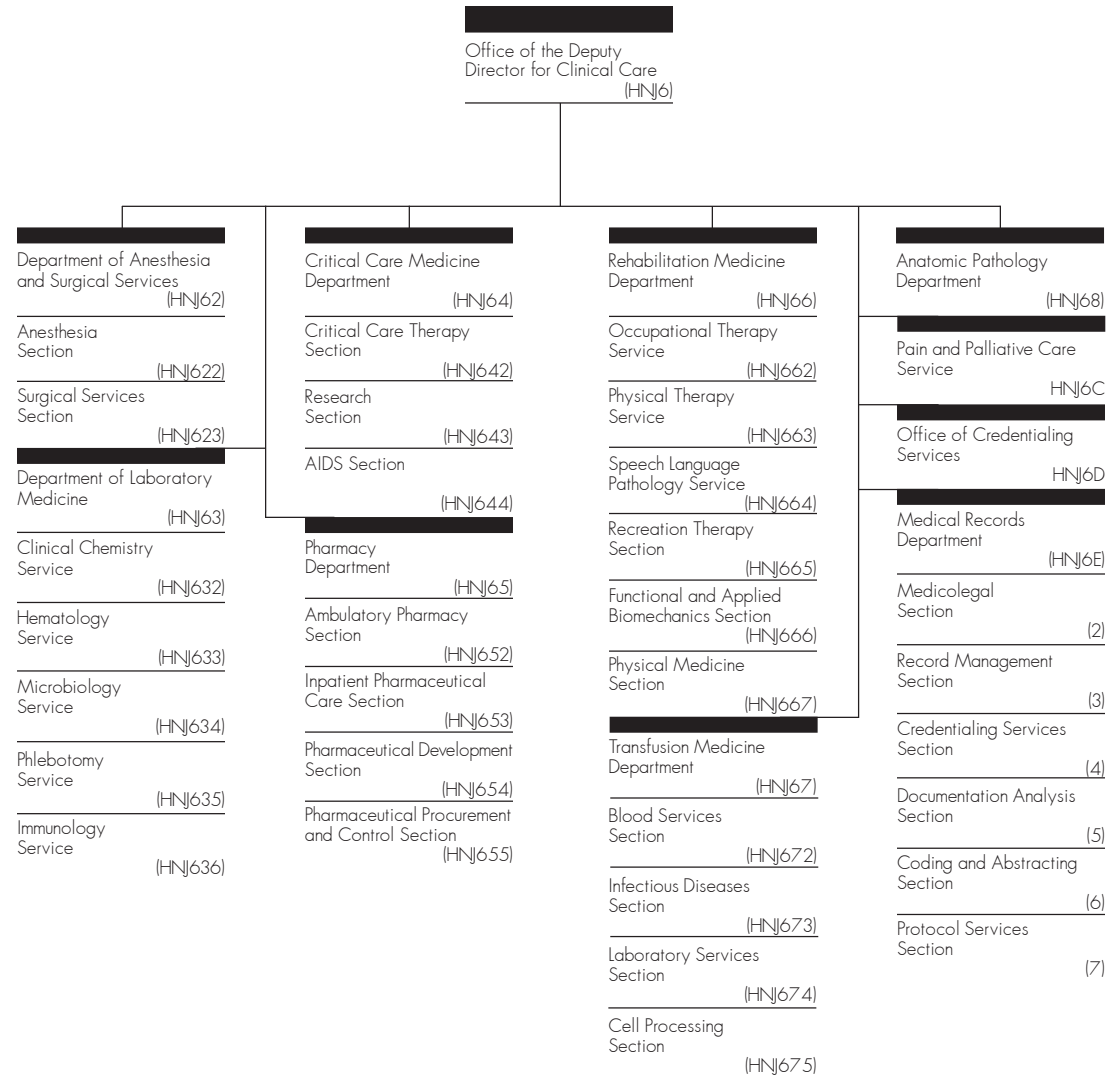 Office of the Deputy
Director for Clinical Care
(HNJ6)
Department of Anesthesia
and Surgical Services
(HNJ62)
Anesthesia
Section
(HNJ622)
Surgical Services
Section
(HNJ623)
Department of Laboratory
Medicine
(HNJ63)
Clinical Chemistry
Service
(HNJ632)
Hematology
Service
(HNJ633)
Microbiology
Service
(HNJ634)
Phlebotomy
Service
(HNJ635)
Immunology
Service
(HNJ636)
Critical Care Medicine
Department
(HNJ64)
Critical Care Therapy
Section
(HNJ642)
Research
Section
(HNJ643)
AIDS Section
(HNJ644)
Pharmacy
Department
(HNJ65)
Ambulatory Pharmacy
Section
(HNJ652)
Inpatient Pharmaceutical
Care Section
(HNJ653)
Pharmaceutical Development
Section
(HNJ654)
Pharmaceutical Procurement
and Control Section
(HNJ655)
Rehabilitation Medicine
Department
(HNJ66)
Occupational Therapy
Service
(HNJ662)
Physical Therapy
Service
(HNJ663)
Speech Language
Pathology Service
(HNJ664)
Recreation Therapy
Section
(HNJ665)
Functional and Applied
Biomechanics Section
(HNJ666)
Physical Medicine
Section
(HNJ667)
Transfusion Medicine
Department
(HNJ67)
Blood Services
Section
(HNJ672)
Infectious Diseases
Section
(HNJ673)
Laboratory Services
Section
(HNJ674)
Cell Processing
Section
(HNJ675)
Anatomic Pathology
Department
(HNJ68)
Pain and Palliative Care
Service
HNJ6C
Office of Credentialing
Services
HNJ6D
Medical Records
Department
(HNJ6E)
Medicolegal
Section
(2)
Record Management
Section
(3)
Credentialing Services
Section
(4)
Documentation Analysis
Section
(5)
Coding and Abstracting
Section
(6)
Protocol Services
Section
(7)